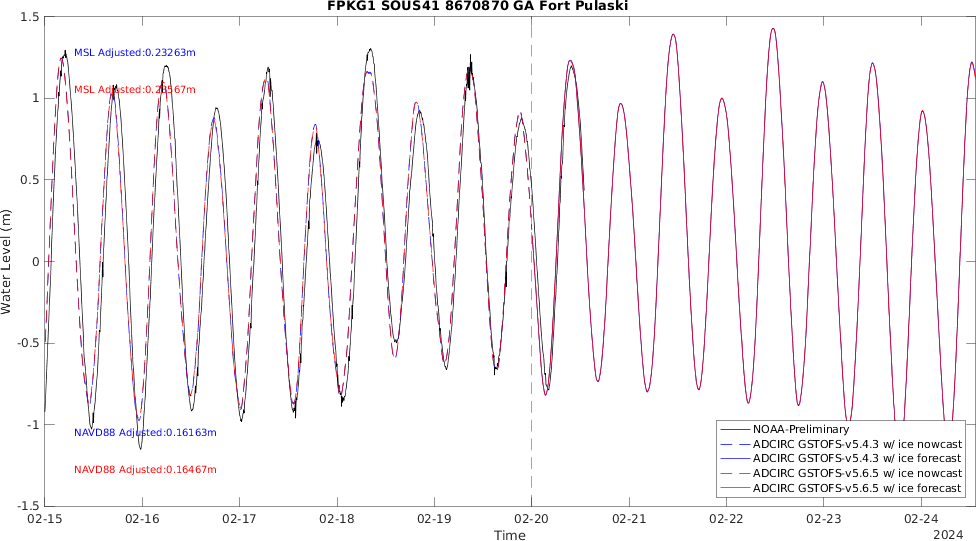 FPKG1 SOUS41 8670870 GA Fort Pulaski
1.5
1
0.5
0
-0.5
-1
-1.5
Water Level (m)
MSL Adjusted:0.23263m
MSL Adjusted:0.23567m
NAVD88 Adjusted:0.16163m
NAVD88 Adjusted:0.16467m
NOAA-Preliminary
ADCIRC GSTOFS-v5.4.3 w/ ice nowcast
ADCIRC GSTOFS-v5.4.3 w/ ice forecast
ADCIRC GSTOFS-v5.6.5 w/ ice nowcast
ADCIRC GSTOFS-v5.6.5 w/ ice forecast
02-15 02-16 02-17 02-18 02-19 02-20 02-21 02-22 02-23 02-24
Time
2024